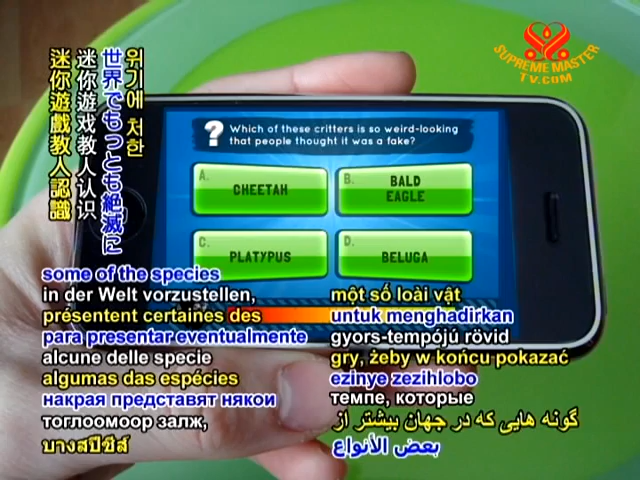 SUPREME MASTER
TV.COM
?
Which of these critters is so weird-looking
that people thought it was a fake?
A.
CHEETAH
B.
BALD
EAGLE
C.
PLATYPUS
D.
BELUGA
위기에 처한
世界でもっとも絶滅に
迷你游戏教人认识
迷你遊戲教人認識
some of the species
in der Welt vorzustellen,
présentent certaines des
para presentar eventualmente
alcune delle specie
algumas das espécies
накрая представят някои
тоглоомоор залж,
บางสปีชีส์
một số loài vật
untuk menghadirkan
gyors-tempójú rövid
gry, żeby w końcu pokazać
ezinye zezihlobo
темпе, которые
گونه هایی که در جهان بیشتر از
بعض الأنواع